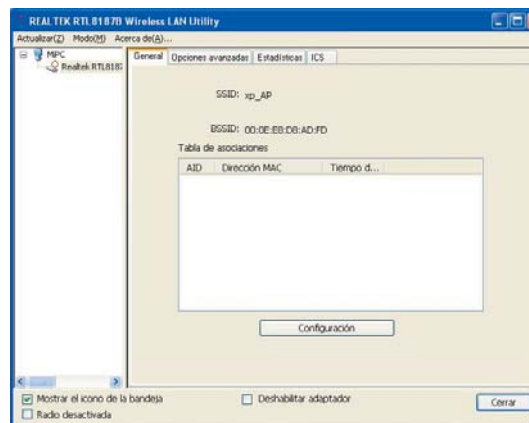 REALTEK RTL8187B Wireless LAN Utility
Actualizar(Z) Modo(M) Acerca de(A)...
MPC
Realtek RTL8187
General Opciones avanzadas Estadísticas ICS
SSID: xp_AP
BSSID: 00:0E:E8:D8:AD:FD
Tabla de asociaciones
AID Dirección MAC Tiempo d...
Configuración
Mostrar el icono de la bandeja
Deshabilitar adaptador
Radio desactivada
Cerrar